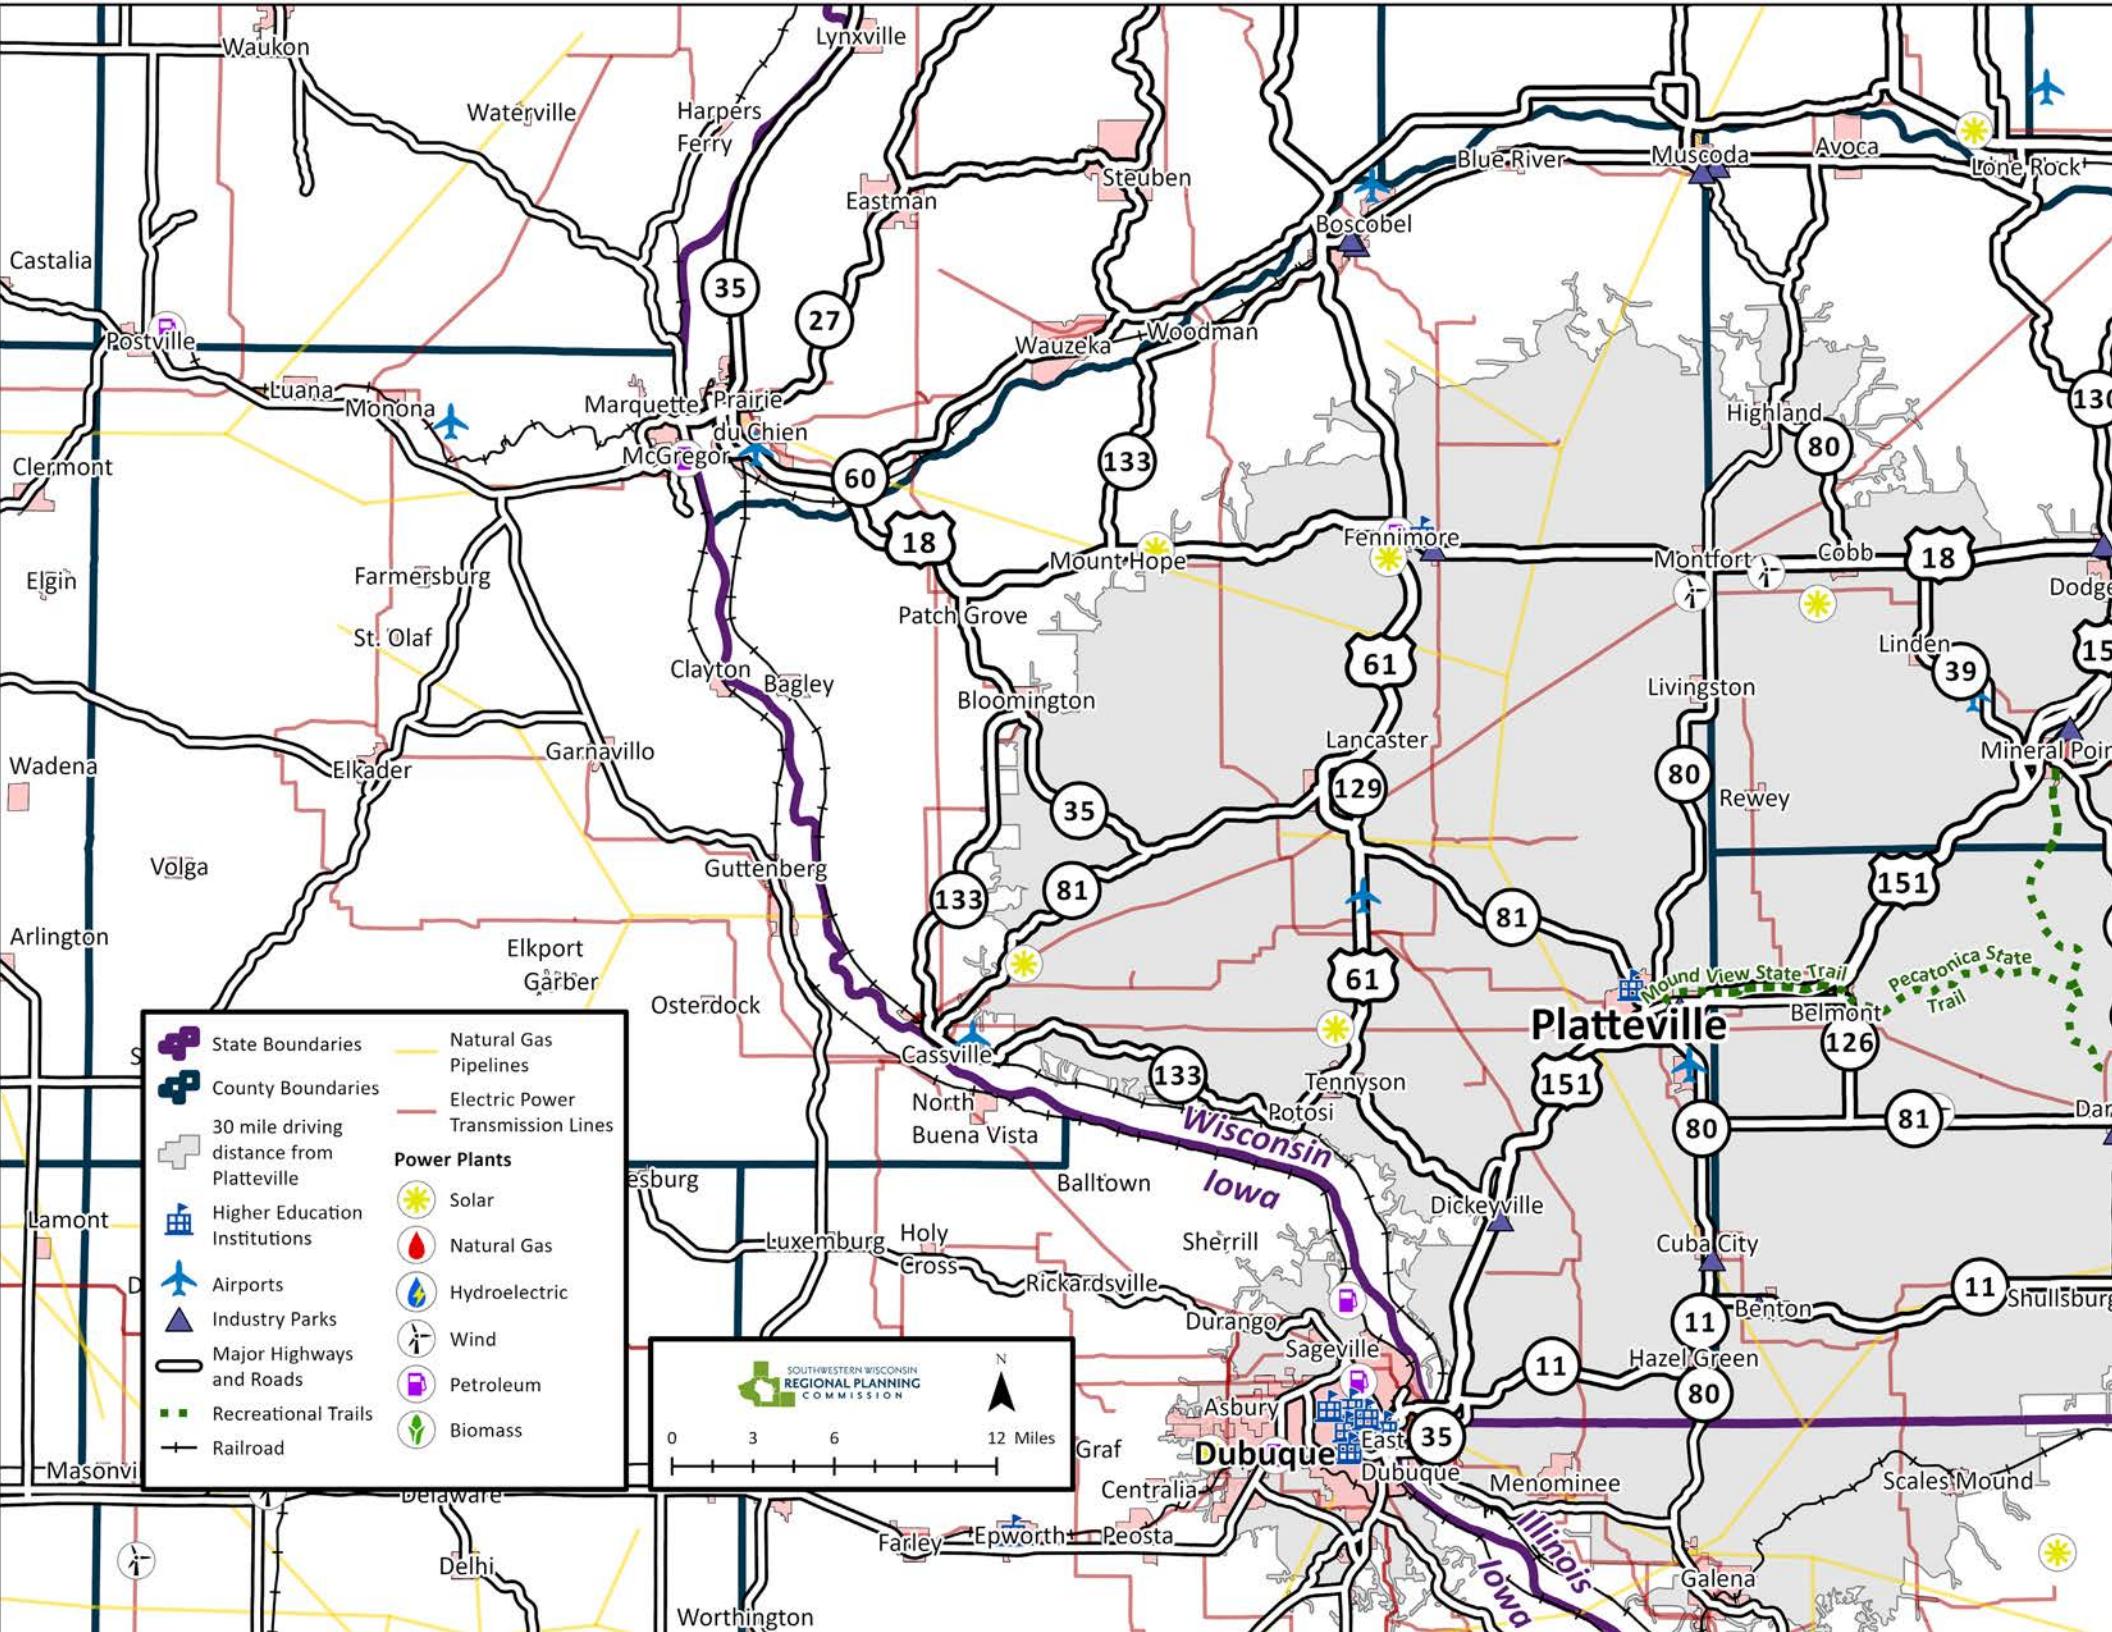 Waukon
Lynxville
Waterville
Harpers
Ferry
Steuben
Eastman
Blue River
Muscoda
Avoca
Lone Rock
Boscobel
Castalia
35
27
Postville
Wauzeka
Woodman
Luana
Monona
Marquette
Prairie
du Chien
McGregor
Highland
80
130
Clermont
60
133
18
Mount Hope
Fennimore
Montfort
Cobb
18
Dodge
Elgin
Farmersburg
Patch Grove
St. Olaf
61
Linden
39
15
Clayton
Bagley
Bloomington
Livingston
Lancaster
Garnavillo
Mineral Poin
Wadena
Elkader
35
129
80
Rewey
Volga
Guttenberg
133
81
151
81
Arlington
Elkport
Garber
Osterdock
61
Mound View State Trail
Pecatonica State
Trail
Platteville
Belmont
126
Cassville
133
Tennyson
151
North
Buena Vista
Potosi
80
81
Dar
Wisconsin
Iowa
S
esburg
Balltown
Dickeyville
Lamont
Luxemburg
Holy
Cross
Sherrill
Cuba City
D
Rickardsville
11
Shullsburg
Durango
11
Benton
Sageville
11
Hazel Green
80
Asbury
Graf
Dubuque
East
Dubuque
35
Masonvi
Delaware
Centralia
Menominee
Scales Mound
Farley
Epworth
Peosta
Illinois
Iowa
Delhi
Galena
Worthington
State Boundaries
County Boundaries
30 mile driving
distance from
Platteville
Higher Education
Institutions
Airports
Industry Parks
Major Highways
and Roads
Recreational Trails
Railroad
Natural Gas
Pipelines
Electric Power
Transmission Lines
Power Plants
Solar
Natural Gas
Hydroelectric
Wind
Petroleum
Biomass
SOUTHWESTERN WISCONSIN
REGIONAL PLANNING
COMMISSION
N
0 3 6 12 Miles